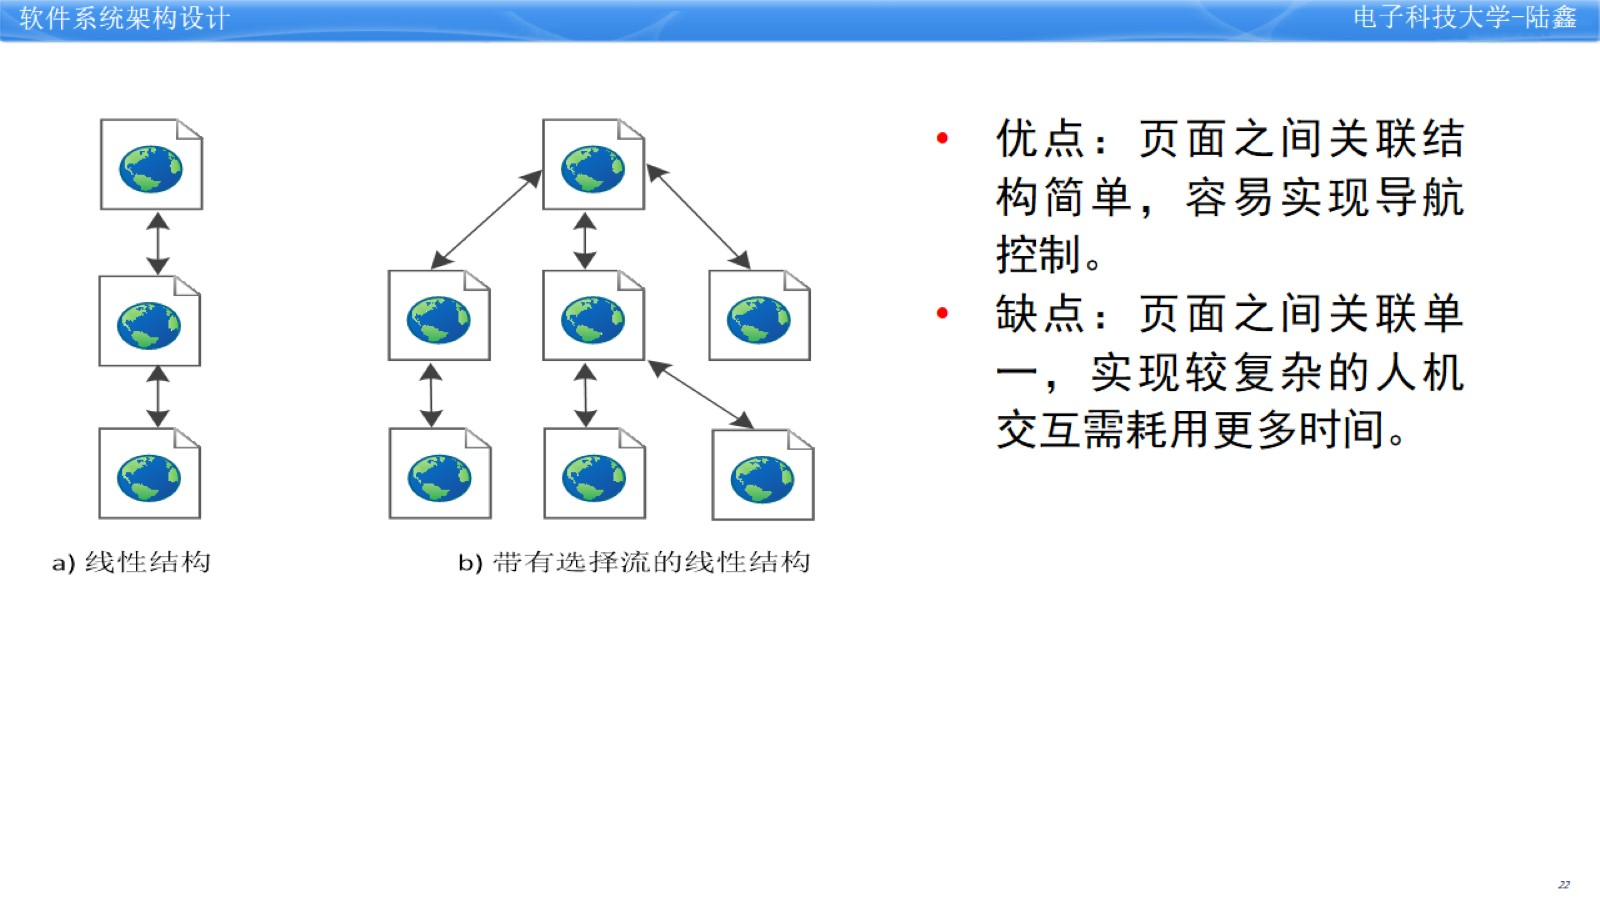 软件系统架构设计
电子科技大学-陆鑫
• 优点：页面之间关联结
构简单，容易实现导航
控制。
• 缺点：页面之间关联单
一，实现较复杂的人机
交互需耗用更多时间。
a) 线性结构
b) 带有选择流的线性结构
22